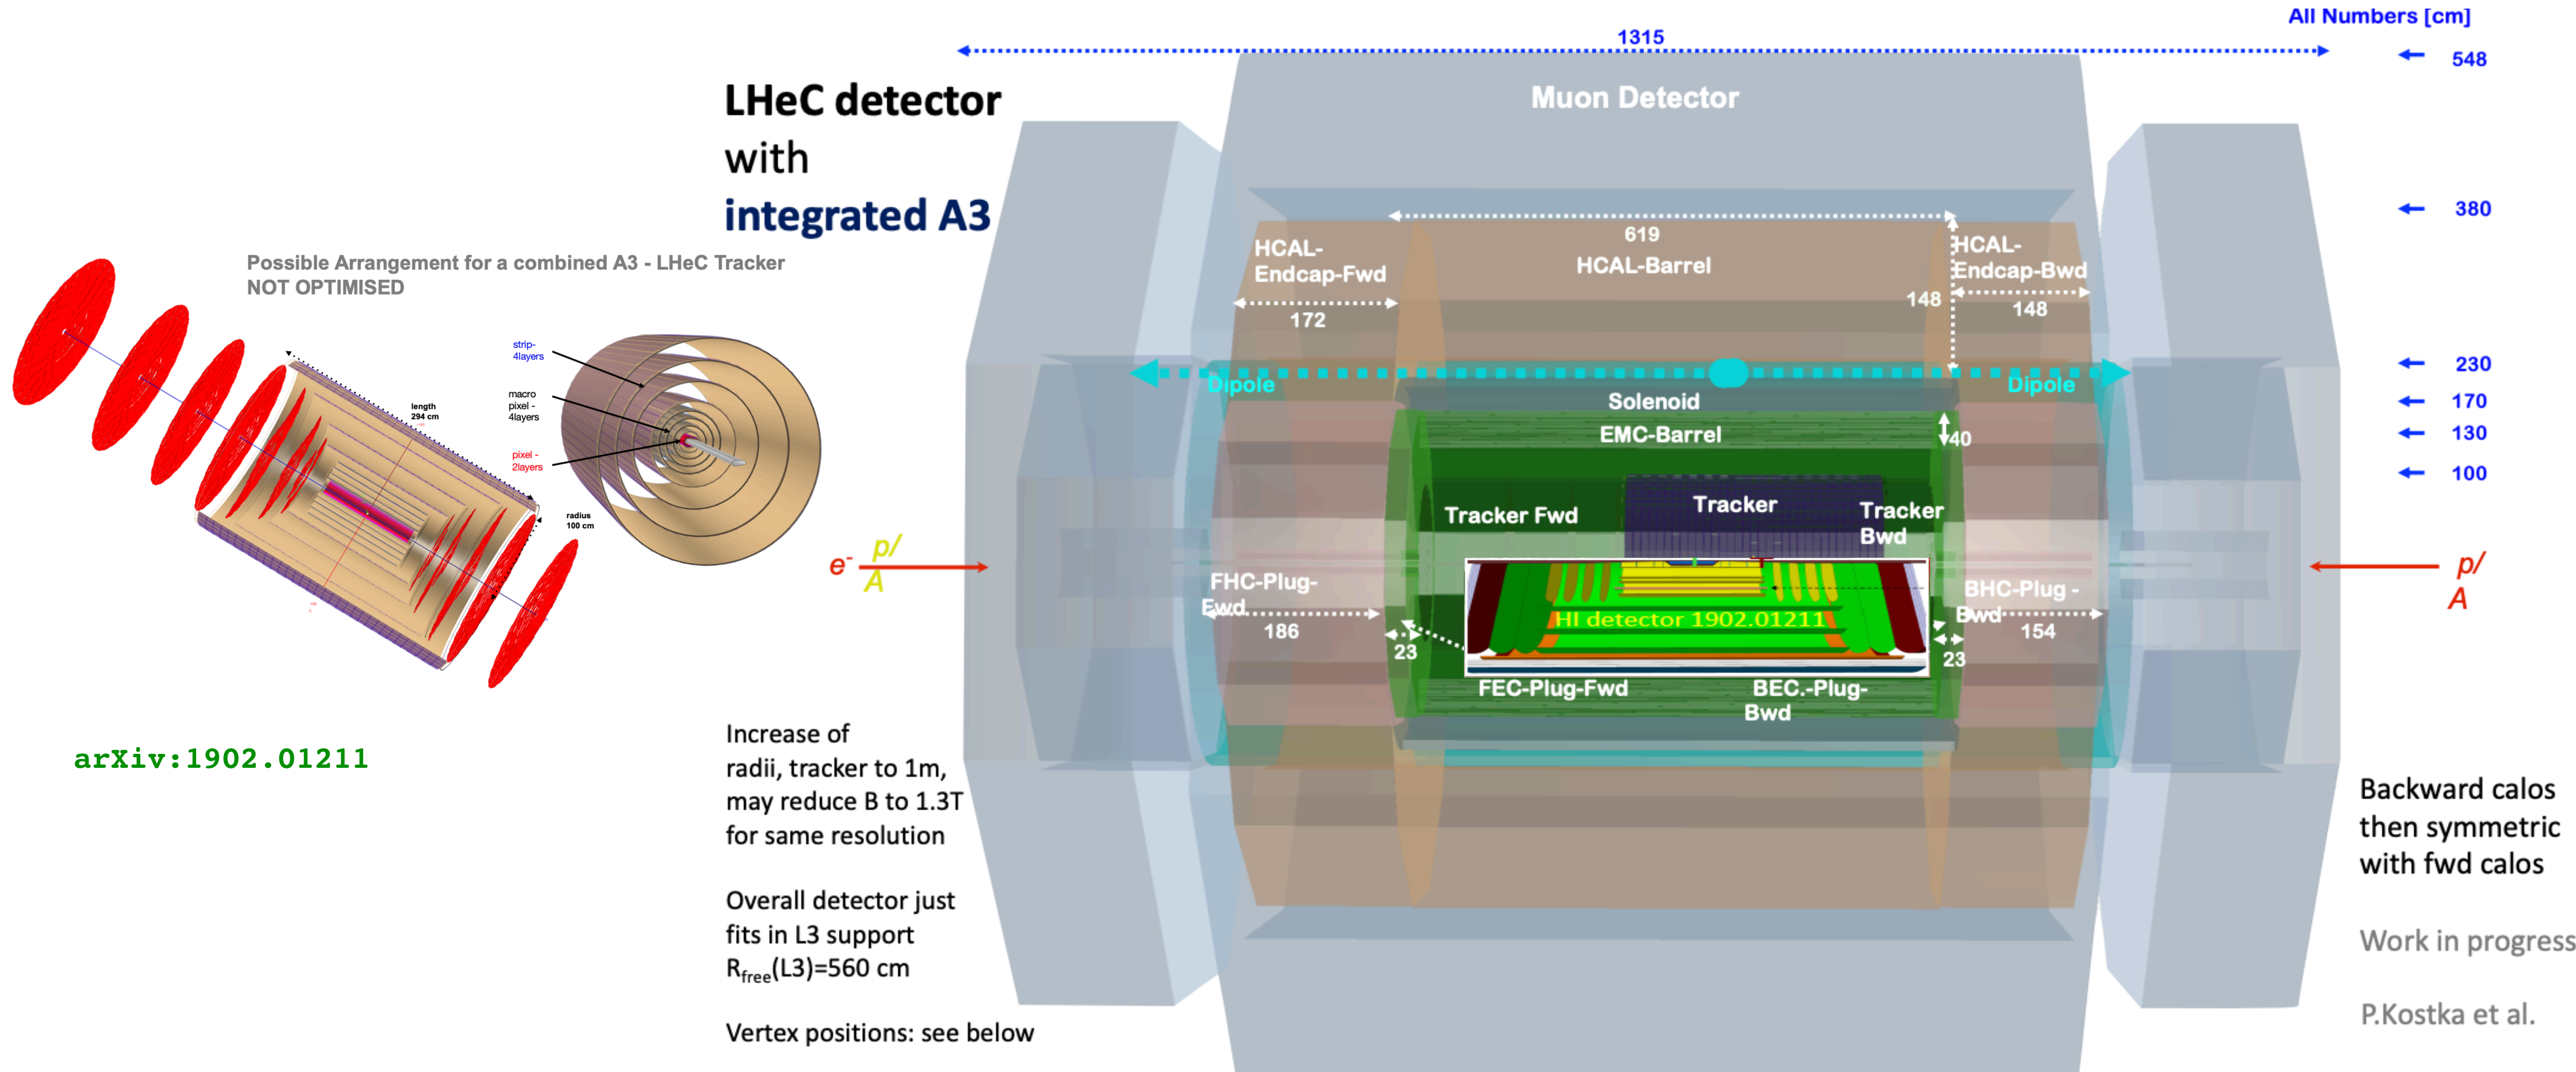 All Numbers [cm]
1315
548
Muon Detector
LHeC detector
with
integrated A3
380
619
HCAL-Barrel
HCAL-
Endcap-Fwd
172
HCAL-
Endcap-Bwd
148
148
Possible Arrangement for a combined A3 - LHeC Tracker
NOT OPTIMISED
strip-
4layers
macro
pixel -
4layers
pixel -
2layers
length
294 cm
radius
100 cm
230
Dipole
Dipole
Solenoid
170
EMC-Barrel
40
130
100
Tracker
Tracker Fwd
Tracker
Bwd
e- p/
A
p/
A
FHC-Plug-
Fwd
186
BHC-Plug -
Bwd
154
HI detector 1902.01211
23
23
FEC-Plug-Fwd
BEC.-Plug-
Bwd
arXiv:1902.01211
Increase of
radii, tracker to 1m,
may reduce B to 1.3T
for same resolution
Overall detector just
fits in L3 support
Rfree(L3)=560 cm
Vertex positions: see below
Backward calos
then symmetric
with fwd calos
Work in progress
P.Kostka et al.